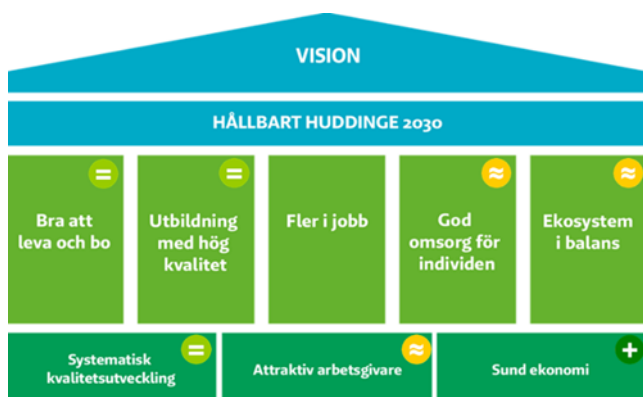 VISION
HÅLLBART HUDDINGE 2030
=
Bra att
leva och bo
=
Utbildning
med hög
kvalitet
Fler i jobb
≈
God
omsorg för
individen
≈
Ekosystem
i balans
=
Systematisk
kvalitetsutveckling
≈
Attraktiv arbetsgivare
+
Sund ekonomi